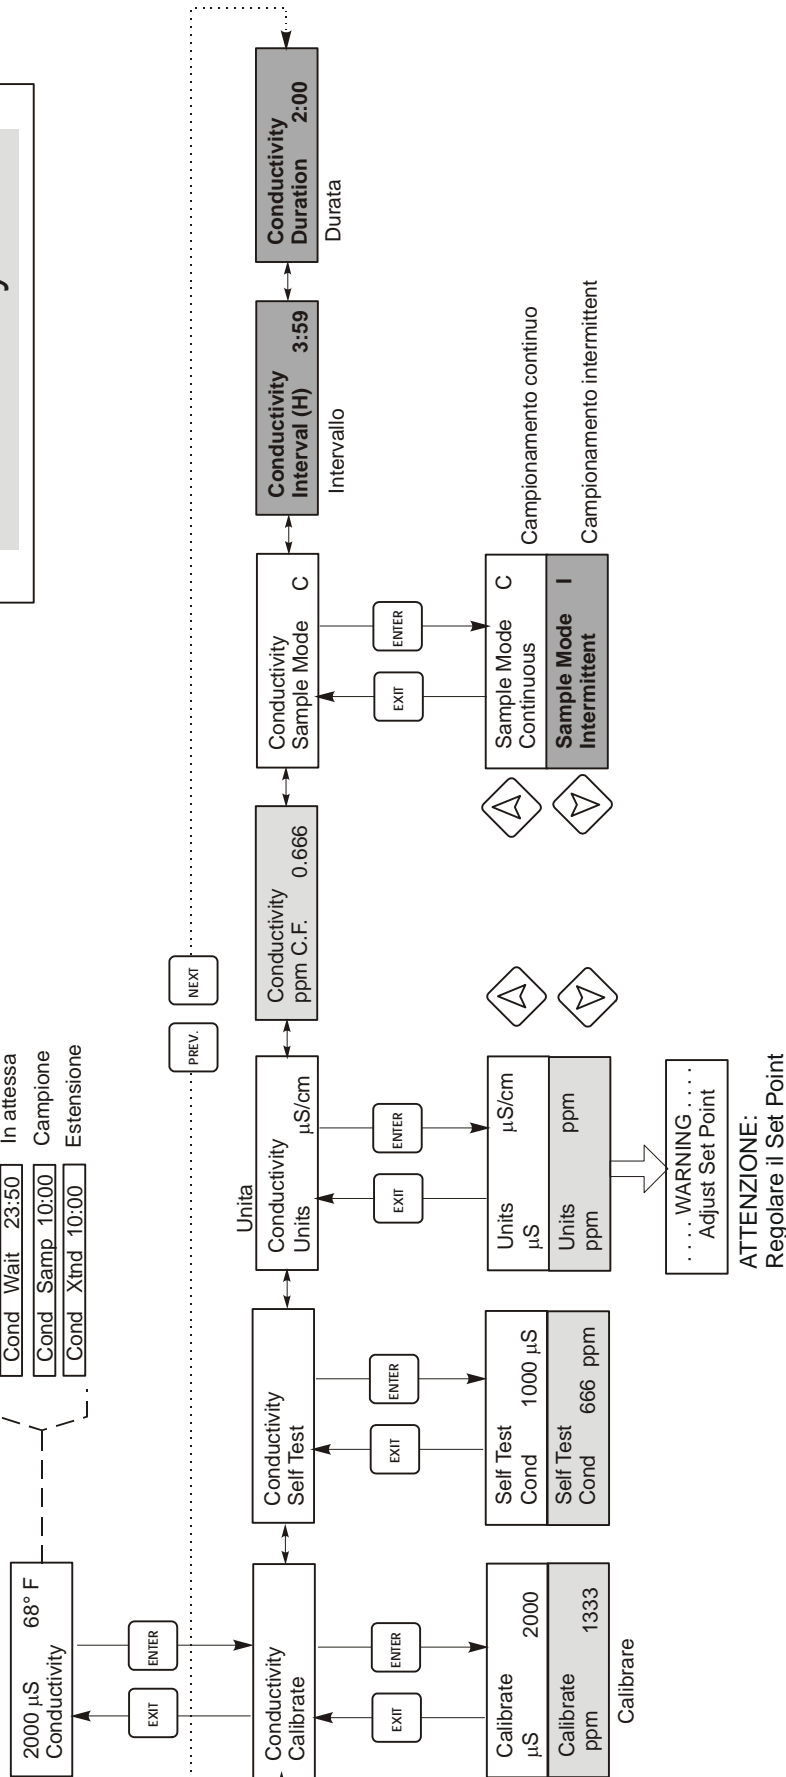 2000 µS 68° F
Conductivity
Cond Wait 23:50
In attessa
Cond Samp 10:00
Campione
Cond Xtnd 10:00
Estensione
EXIT
ENTER
PREV.
NEXT
Conductivity
Calibrate
Conductivity
Self Test
Unita
Conductivity
Units µS/cm
Conductivity
ppm C.F. 0.666
Conductivity
Sample Mode C
Conductivity
Interval (H) 3:59
Intervallo
Conductivity
Duration 2:00
Durata
EXIT
ENTER
EXIT
ENTER
EXIT
ENTER
EXIT
ENTER
Calibrate
µS 2000
Calibrate
ppm 1333
Calibrare
Self Test
Cond 1000 µS
Self Test
Cond 666 ppm
Units µS/cm
µS
Units ppm
ppm
Sample Mode C
Continuous
Campionamento continuo
Sample Mode I
Intermittent
Campionamento intermittent
. . . . WARNING . . . .
Adjust Set Point
ATTENZIONE:
Regolare il Set Point